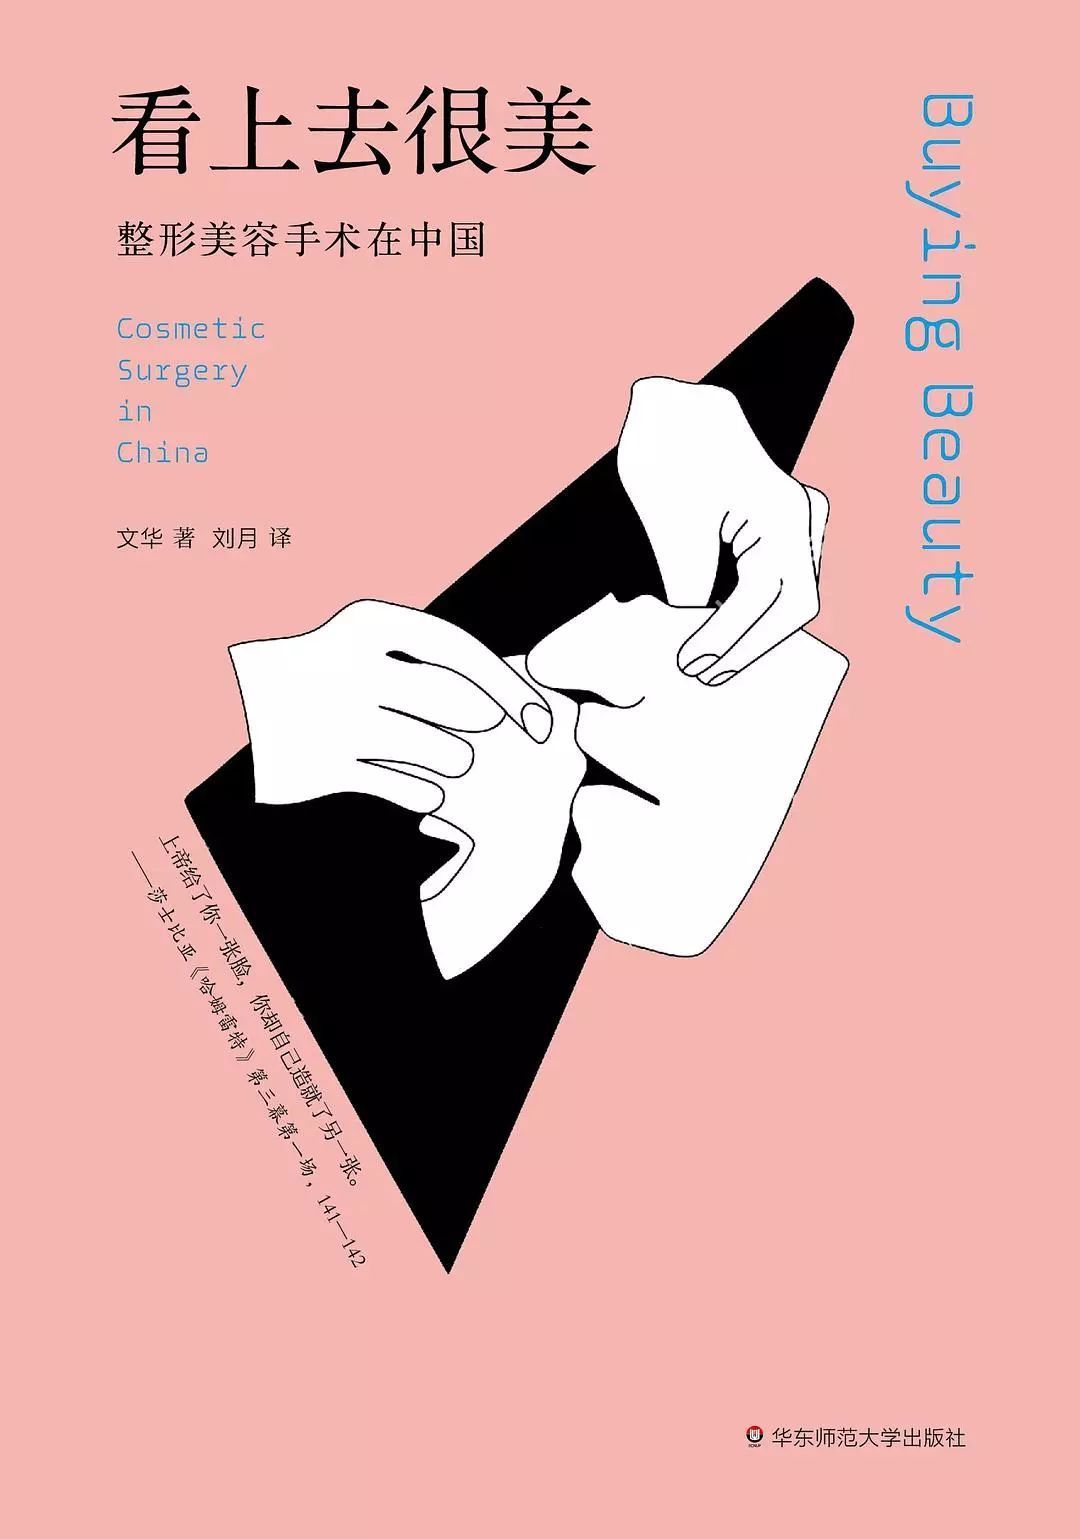 看上去很美
整形美容手术在中国
Cosmetic
Surgery
in
China
文华 著 刘月 译
Buying Beauty
上帝给了你一张脸，你却自己造就了另一张。
——莎士比亚《哈姆雷特》第三幕第一场，141—142
华东师范大学出版社